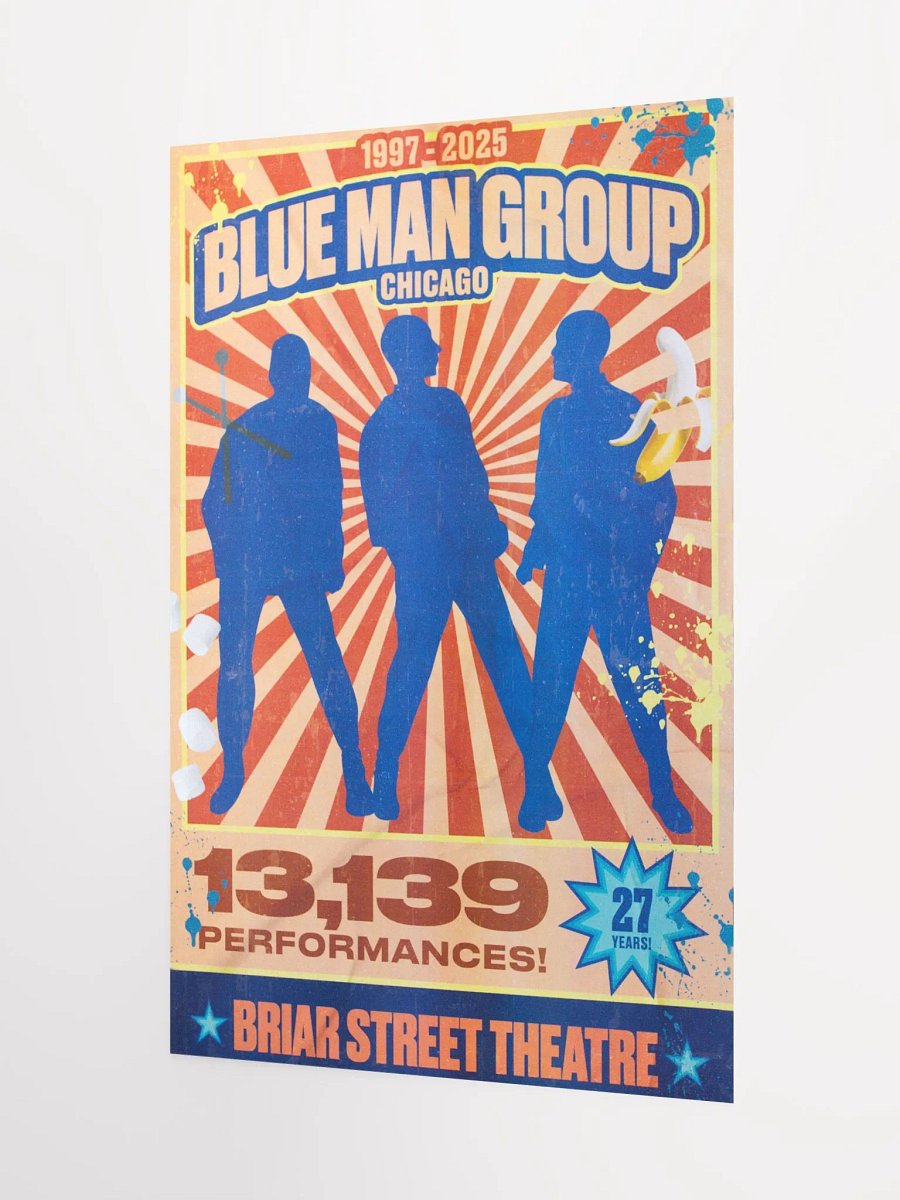 1997 - 2025
BLUE MAN GROUP
CHICAGO
13,139
PERFORMANCES!
27
YEARS!
BRIAR STREET THEATRE